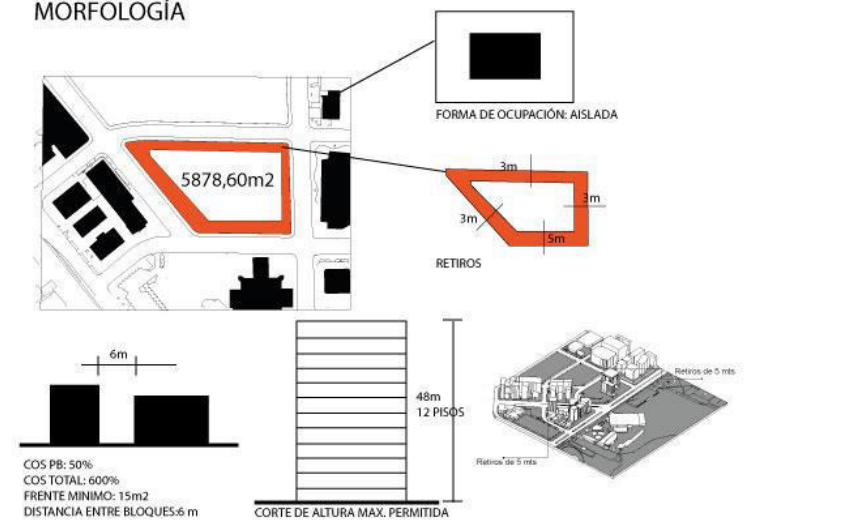 MORFOLOGÍA
FORMA DE OCUPACIÓN: AISLADA
5878,60m2
3m
3m
3m
5m
RETIROS
6m
48m
12 PISOS
Retiros de 5 mts
Retiros de 5 mts
COS PB: 50%
COS TOTAL: 600%
FRENTE MINIMO: 15m2
DISTANCIA ENTRE BLOQUES:6 m
CORTE DE ALTURA MAX. PERMITIDA